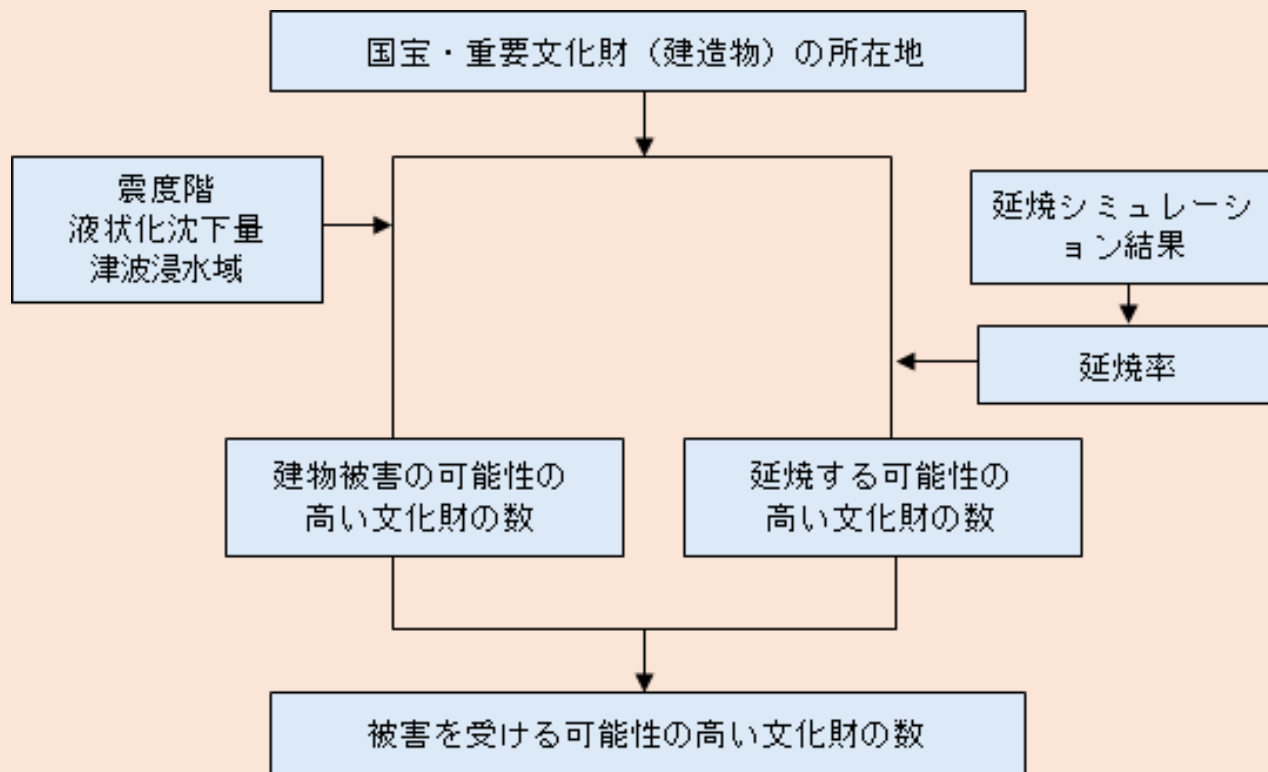 国宝・重要文化財（建造物）の所在地
震度階
液状化沈下量
津波浸水域
延焼シミュレーシ
ョン結果
延焼率
建物被害の可能性の
高い文化財の数
延焼する可能性の
高い文化財の数
被害を受ける可能性の高い文化財の数